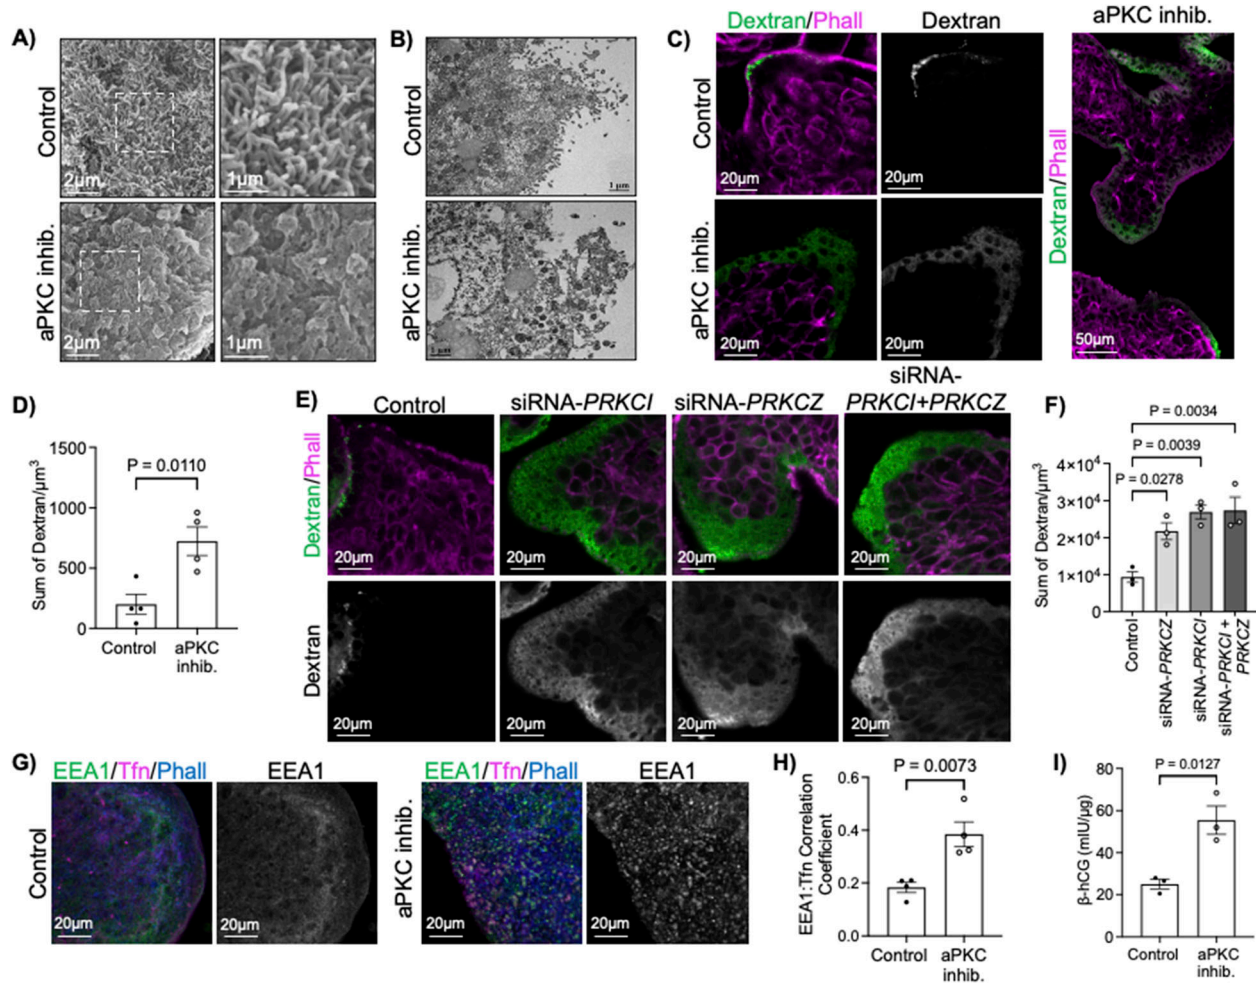 A)
Control
2µm
1µm
aPKC inhib.
2µm
1µm
B)
Control
1 µm
aPKC inhib.
1 µm
C)
Dextran/Phall
Dextran
aPKC inhib.
Control
20µm
20µm
aPKC inhib.
20µm
20µm
Dextran/Phall
50µm
D)
Sum of Dextran/µm³
1500
1000
500
0
P = 0.0110
Control
aPKC
inhib.
E)
Control
siRNA-PRKCI
siRNA-PRKCZ
siRNA-
PRKCI+PRKCZ
Dextran/Phall
20µm
20µm
20µm
20µm
Dextran
20µm
20µm
20µm
20µm
F)
P = 0.0034
P = 0.0039
P = 0.0278
Sum of Dextran/µm³
4×10⁴
3×10⁴
2×10⁴
1×10⁴
0
Control
siRNA-PRKCZ
siRNA-PRKCI
siRNA-PRKCI +
PRKCZ
G)
EEA1/Tfn/Phall
EEA1
Control
20µm
20µm
EEA1/Tfn/Phall
EEA1
aPKC inhib.
20µm
20µm
H)
P = 0.0073
EEA1:Tfn Correlation
Coefficient
0.6
0.4
0.2
0.0
Control
aPKC
inhib.
I)
P = 0.0127
β-hCG (mIU/µg)
80
60
40
20
0
Control
aPKC
inhib.